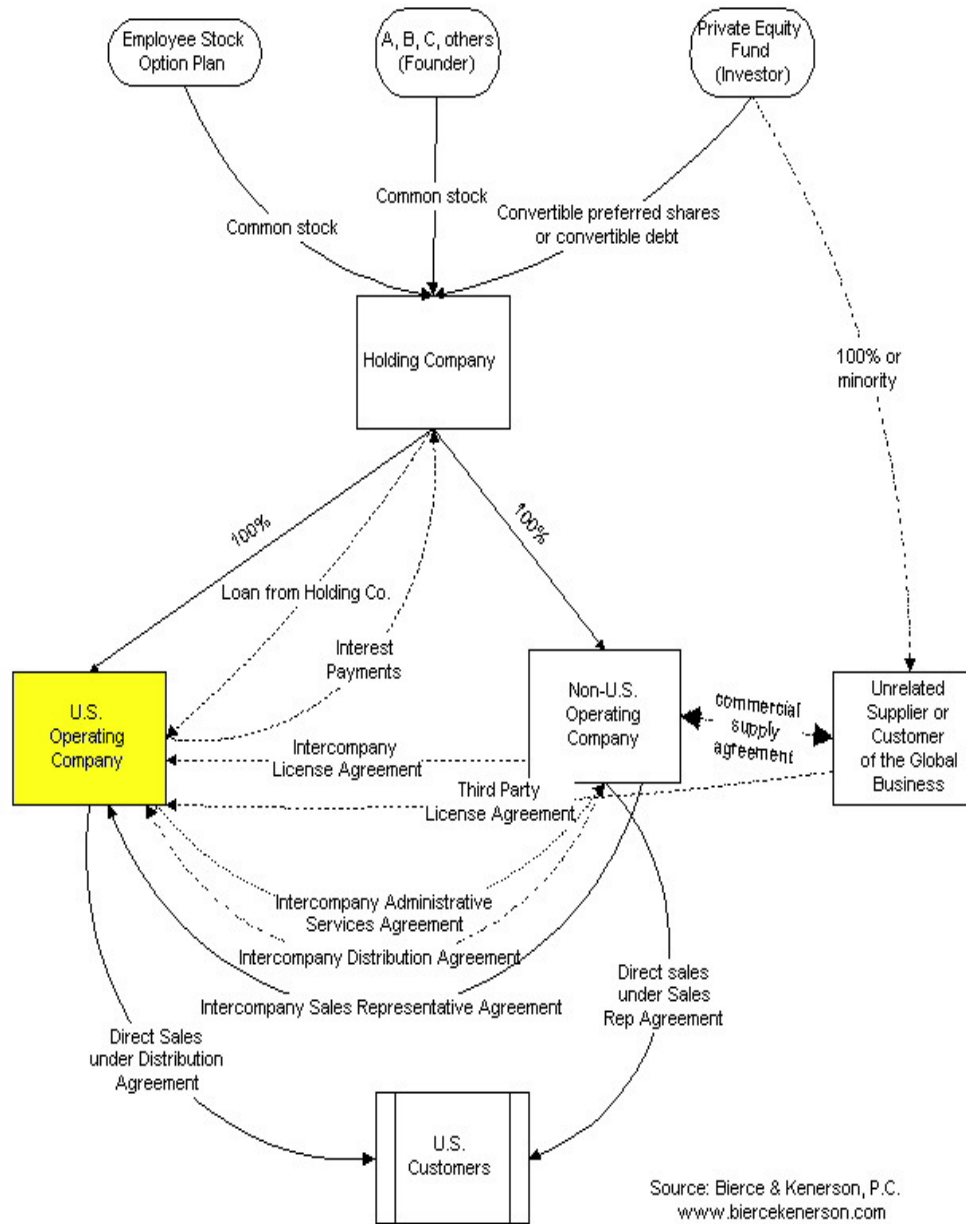 Employee Stock
Option Plan
A, B, C, others
(Founder)
Private Equity
Fund
(Investor)
Common stock
Common stock
Convertible preferred shares
or convertible debt
Holding Company
100% or
minority
100%
100%
Loan from Holding Co.
Interest
Payments
U.S.
Operating
Company
Non-U.S.
Operating
Company
commercial
supply
agreement
Unrelated
Supplier or
Customer
of the Global
Business
Intercompany
License Agreement
Third Party
License Agreement
Intercompany Administrative
Services Agreement
Intercompany Distribution Agreement
Intercompany Sales Representative Agreement
Direct sales
under Sales
Rep Agreement
Direct Sales
under Distribution
Agreement
U.S.
Customers
Source: Bierce & Kenerson, P.C.
www.biercekenerson.com